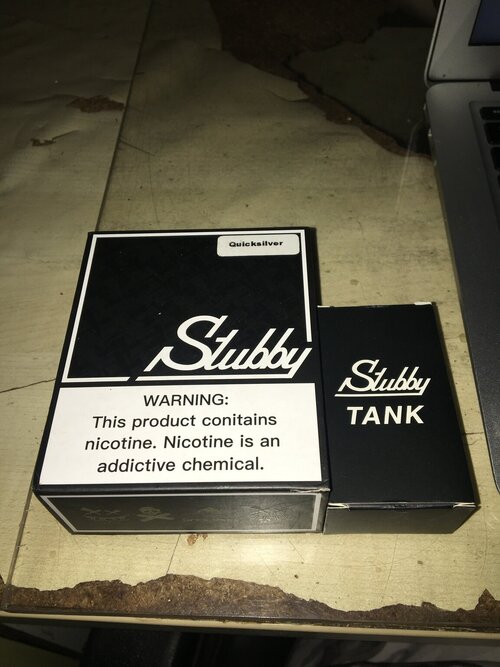 Quicksilver
Stubby
WARNING:
This product conitains
nicotine. Nicotine is an
addictive chemical.
Stubby
TANK